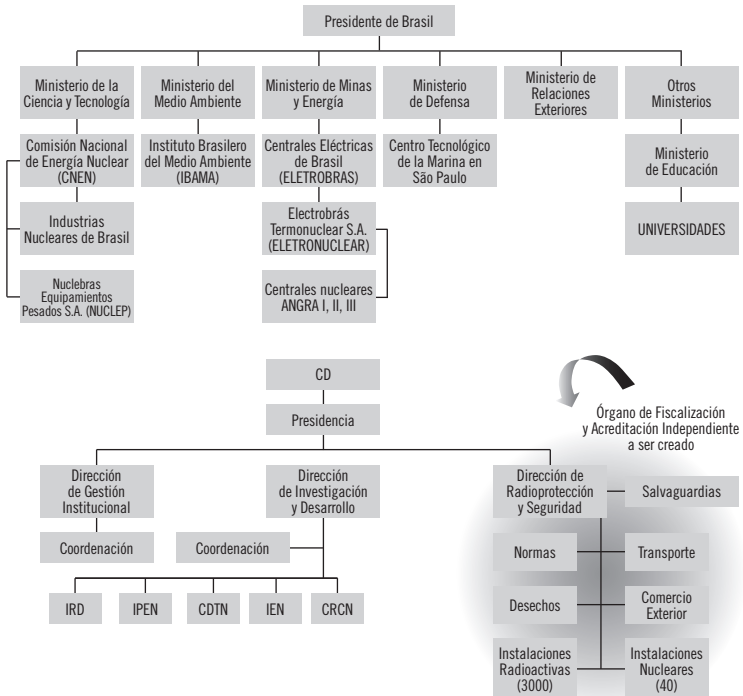 Presidente de Brasil
Ministerio de la
Ciencia y Tecnología
Ministerio del
Medio Ambiente
Ministerio de Minas
y Energía
Ministerio
de Defensa
Ministerio de
Relaciones
Exteriores
Otros
Ministerios
Comisión Nacional
de Energía Nuclear
(CNEN)
Instituto Brasilero
del Medio Ambiente
(IBAMA)
Centrales Eléctricas
de Brasil
(ELETROBRAS)
Centro Tecnológico
de la Marina en
São Paulo
Ministerio
de Educación
Industrias
Nucleares de Brasil
Electrobrás
Termonuclear S.A.
(ELETRONUCLEAR)
UNIVERSIDADES
Nuclebras
Equipamientos
Pesados S.A. (NUCLEP)
Centrales nucleares
ANGRA I, II, III
CD
Presidencia
Órgano de Fiscalización
y Acreditación Independiente
a ser creado
Dirección
de Gestión
Institucional
Dirección
de Investigación
y Desarrollo
Dirección de
Radioprotección
y Seguridad
Salvaguardias
Coordenación
Coordenación
Normas
Transporte
IRD
IPEN
CDTN
IEN
CRCN
Desechos
Comercio
Exterior
Instalaciones
Radioactivas
(3000)
Instalaciones
Nucleares
(40)